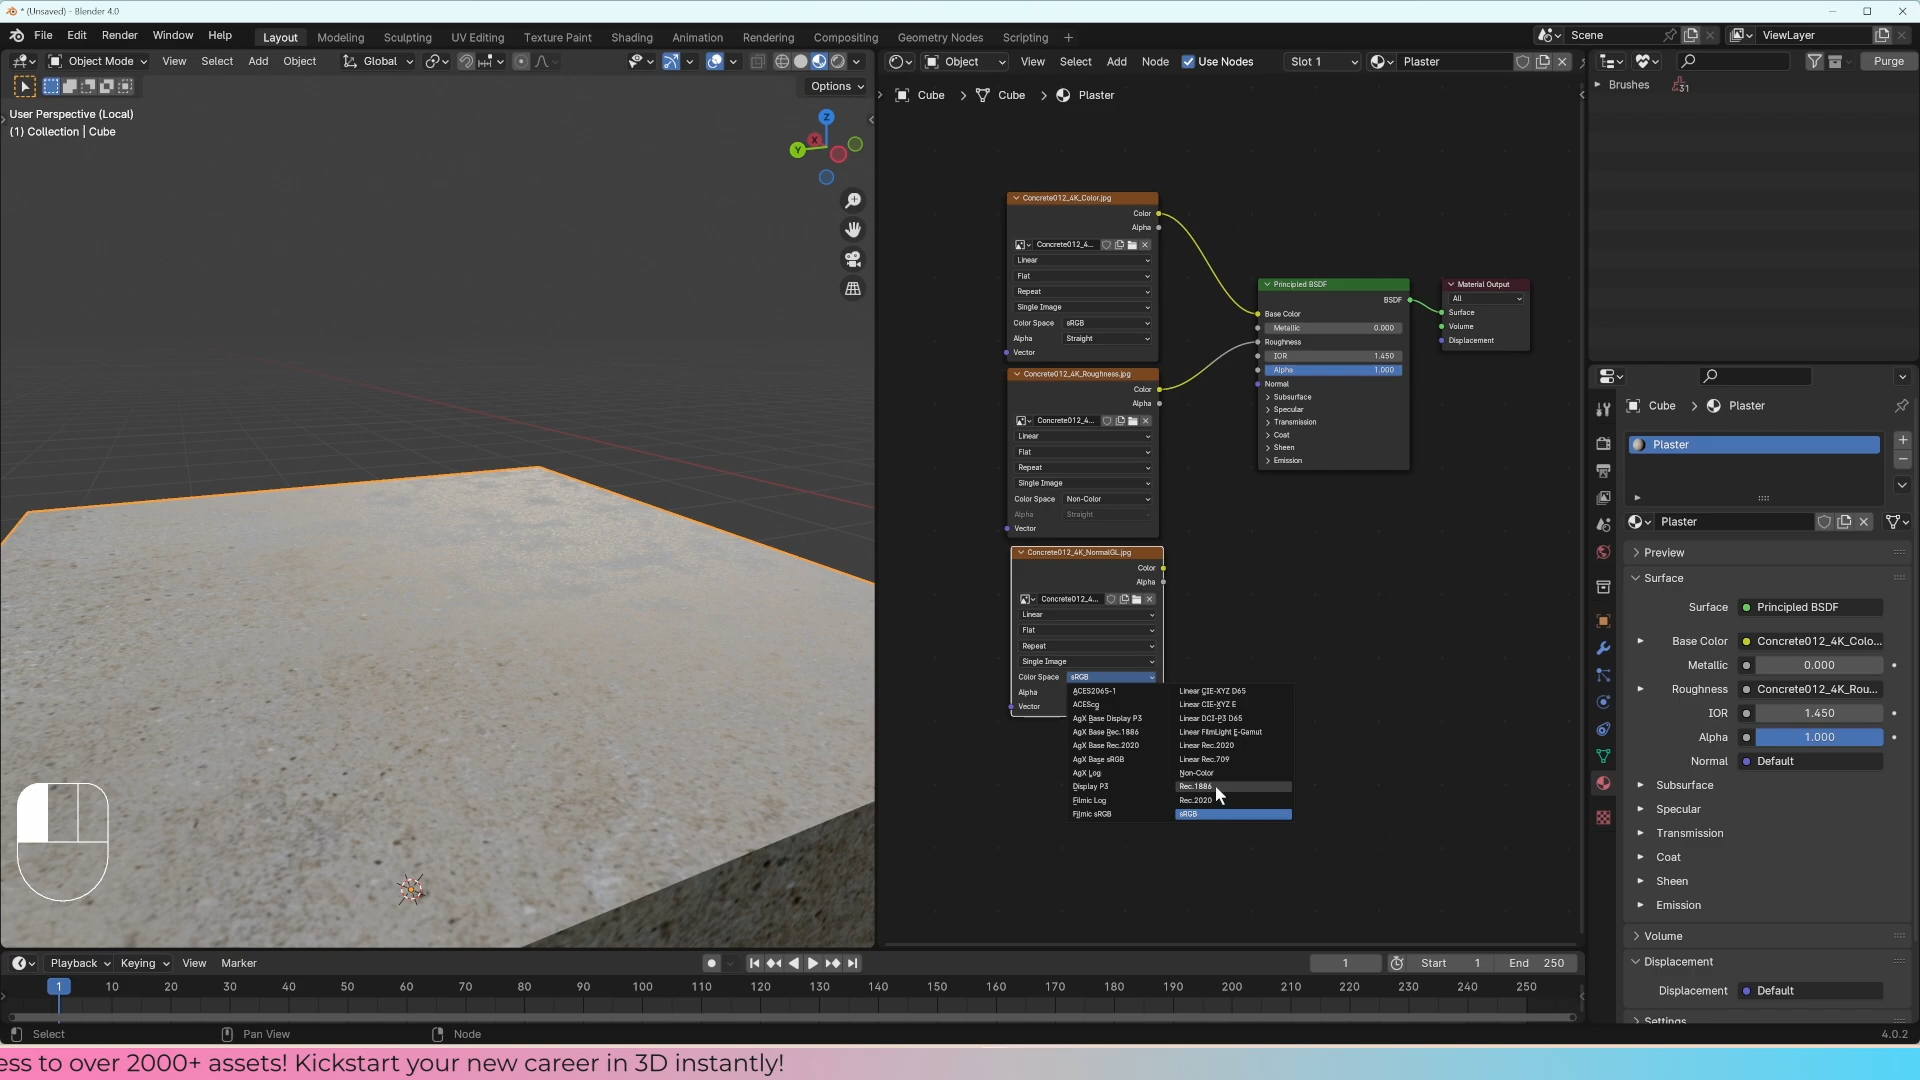 * (Unsaved) - Blender 4.0
File Edit Render Window Help
Layout Modeling Sculpting UV Editing Texture Paint Shading Animation Rendering Compositing Geometry Nodes Scripting +
Scene ViewLayer
Object Mode View Select Add Object Global
Object View Select Add Node Use Nodes Slot 1 Plaster
Purge
Options
Brushes 31
User Perspective (Local)
(1) Collection | Cube
Z
X
Y
Cube > Cube > Plaster
Concrete012_4K_Color.jpg
Color
Alpha
Concrete012_4...
Linear
Flat
Repeat
Single Image
Color Space sRGB
Alpha Straight
Vector
Concrete012_4K_Roughness.jpg
Color
Alpha
Concrete012_4...
Linear
Flat
Repeat
Single Image
Color Space Non-Color
Alpha Straight
Vector
Concrete012_4K_NormalGL.jpg
Color
Alpha
Concrete012_4...
Linear
Flat
Repeat
Single Image
Color Space sRGB
Alpha
Vector
ACES2065-1
ACEScg
AgX Base Display P3
AgX Base Rec.1886
AgX Base Rec.2020
AgX Base sRGB
AgX Log
Display P3
Filmic Log
Filmic sRGB
Linear CIE-XYZ D65
Linear CIE-XYZ E
Linear DCI-P3 D65
Linear FilmLight E-Gamut
Linear Rec.2020
Linear Rec.709
Non-Color
Rec.1886
Rec.2020
sRGB
Principled BSDF
BSDF
Base Color
Metallic 0.000
Roughness
IOR 1.450
Alpha 1.000
Normal
Subsurface
Specular
Transmission
Coat
Sheen
Emission
Material Output
All
Surface
Volume
Displacement
Cube > Plaster
Plaster
Plaster
Preview
Surface
Surface Principled BSDF
Base Color Concrete012_4K_Colo...
Metallic 0.000
Roughness Concrete012_4K_Rou...
IOR 1.450
Alpha 1.000
Normal Default
Subsurface
Specular
Transmission
Coat
Sheen
Emission
Volume
Displacement
Displacement Default
Settings
Playback Keying View Marker
1 Start 1 End 250
1 10 20 30 40 50 60 70 80 90 100 110 120 130 140 150 160 170 180 190 200 210 220 230 240 250
Select Pan View Node
4.0.2
ess to over 2000+ assets! Kickstart your new career in 3D instantly!